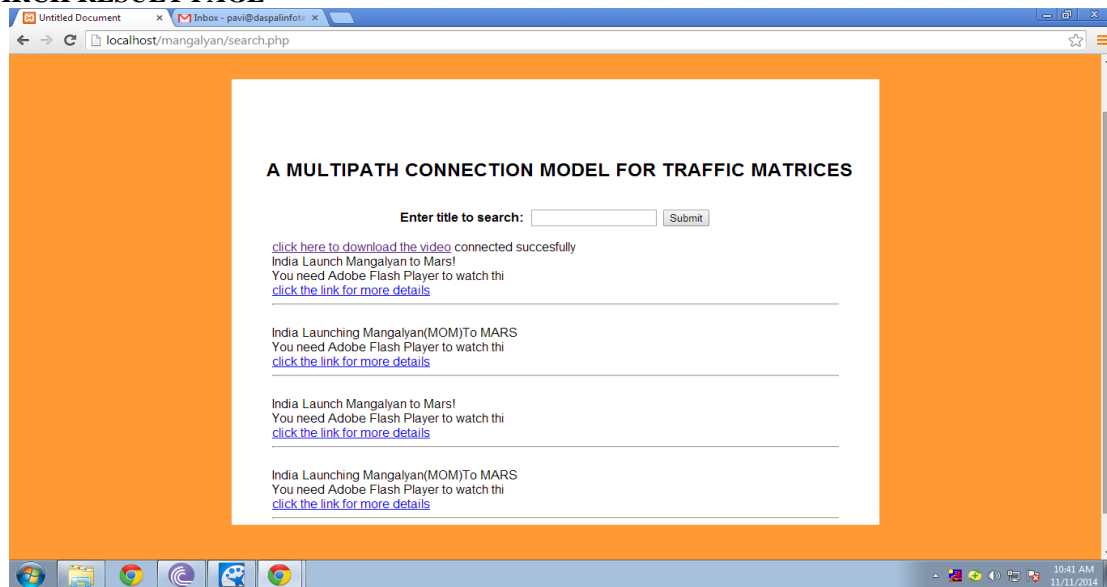 ARCH RESULT PAGE
Untitled Document
Inbox - pavi@daspalinfote
localhost/mangalyan/search.php
A MULTIPATH CONNECTION MODEL FOR TRAFFIC MATRICES
Enter title to search: Submit
click here to download the video connected succesfully
India Launch Mangalyan to Mars!
You need Adobe Flash Player to watch thi
click the link for more details
India Launching Mangalyan(MOM)To MARS
You need Adobe Flash Player to watch thi
click the link for more details
India Launch Mangalyan to Mars!
You need Adobe Flash Player to watch thi
click the link for more details
India Launching Mangalyan(MOM)To MARS
You need Adobe Flash Player to watch thi
click the link for more details
10:41 AM
11/11/2014